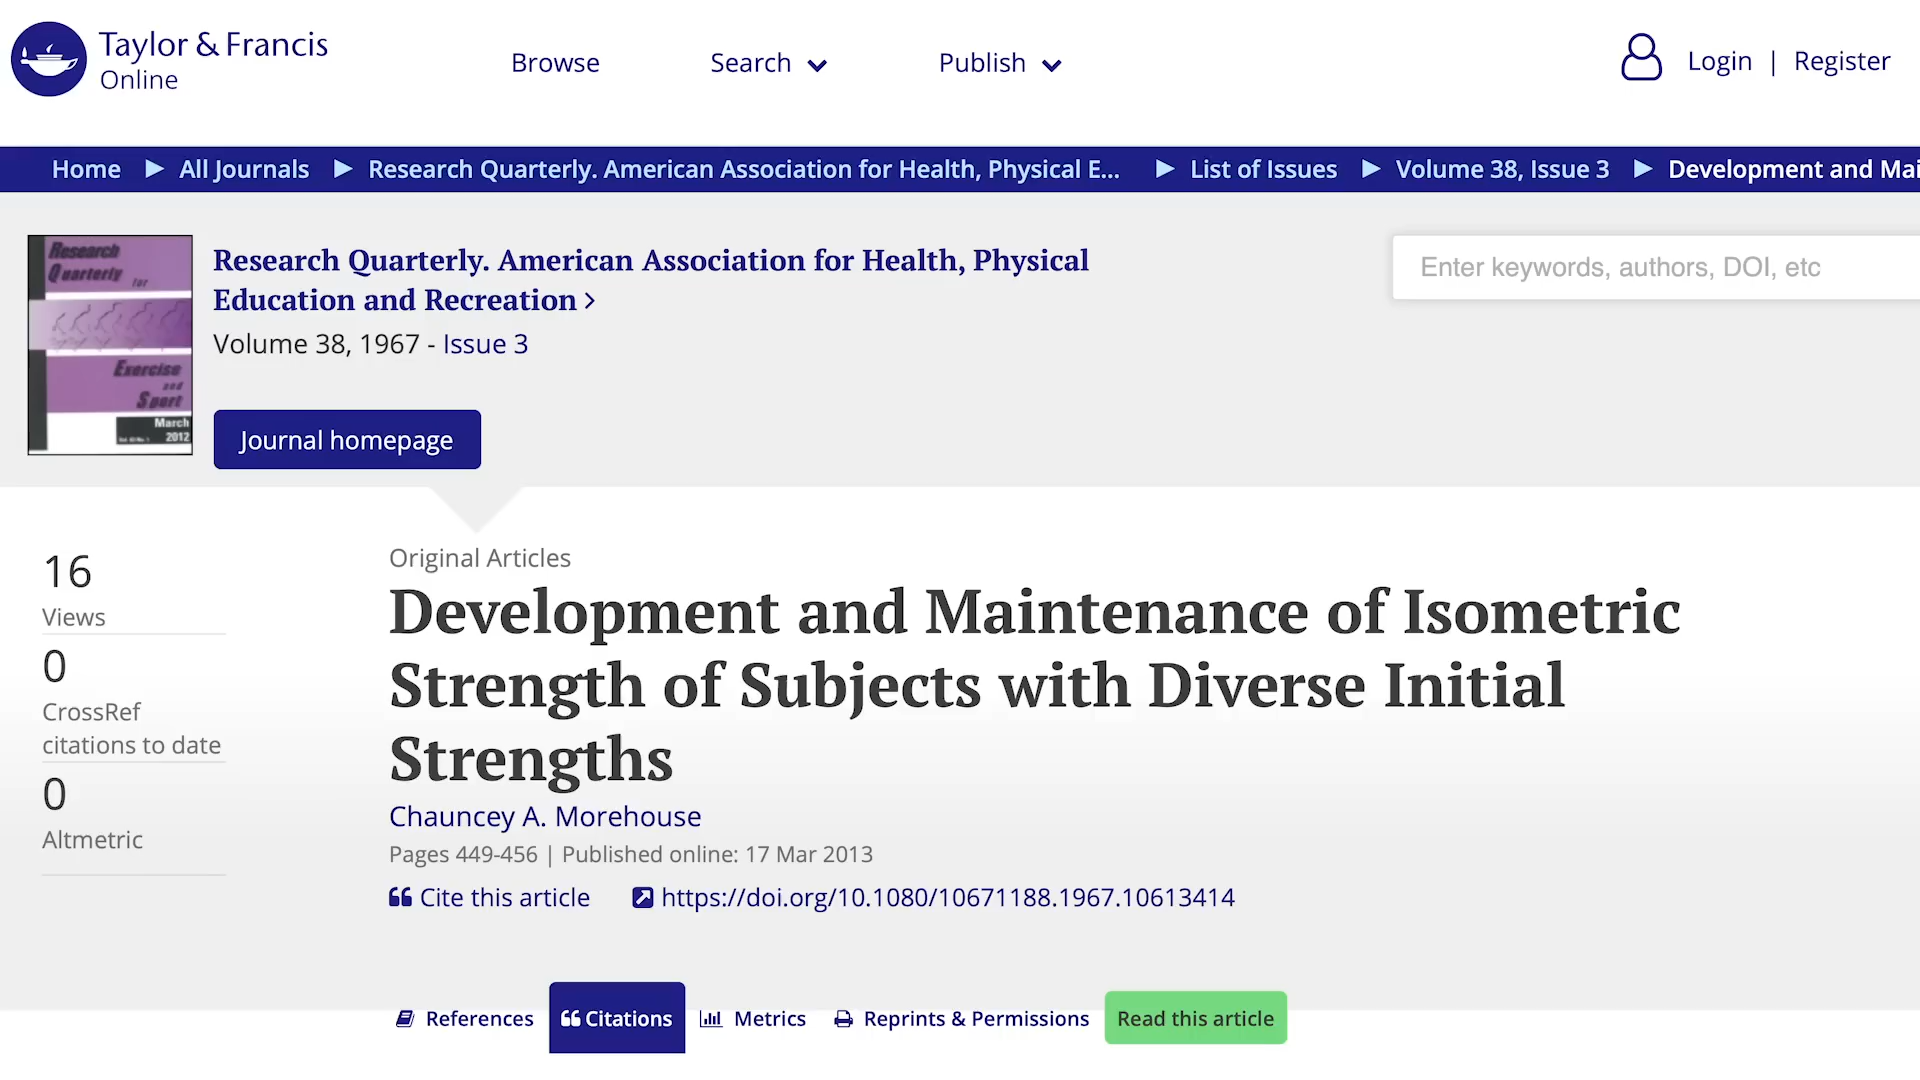 Taylor & Francis
Online
Browse
Search
Publish
Login | Register
Home
All Journals
Research Quarterly. American Association for Health, Physical E...
List of Issues
Volume 38, Issue 3
Development and Mai
Research
Quarterly
for
Exercise
and
Sport
March
2012
Research Quarterly. American Association for Health, Physical
Education and Recreation >
Volume 38, 1967 - Issue 3
Enter keywords, authors, DOI, etc
Journal homepage
16
Views
0
CrossRef
citations to date
0
Altmetric
Original Articles
Development and Maintenance of Isometric
Strength of Subjects with Diverse Initial
Strengths
Chauncey A. Morehouse
Pages 449-456 | Published online: 17 Mar 2013
Cite this article
https://doi.org/10.1080/10671188.1967.10613414
References
Citations
Metrics
Reprints & Permissions
Read this article